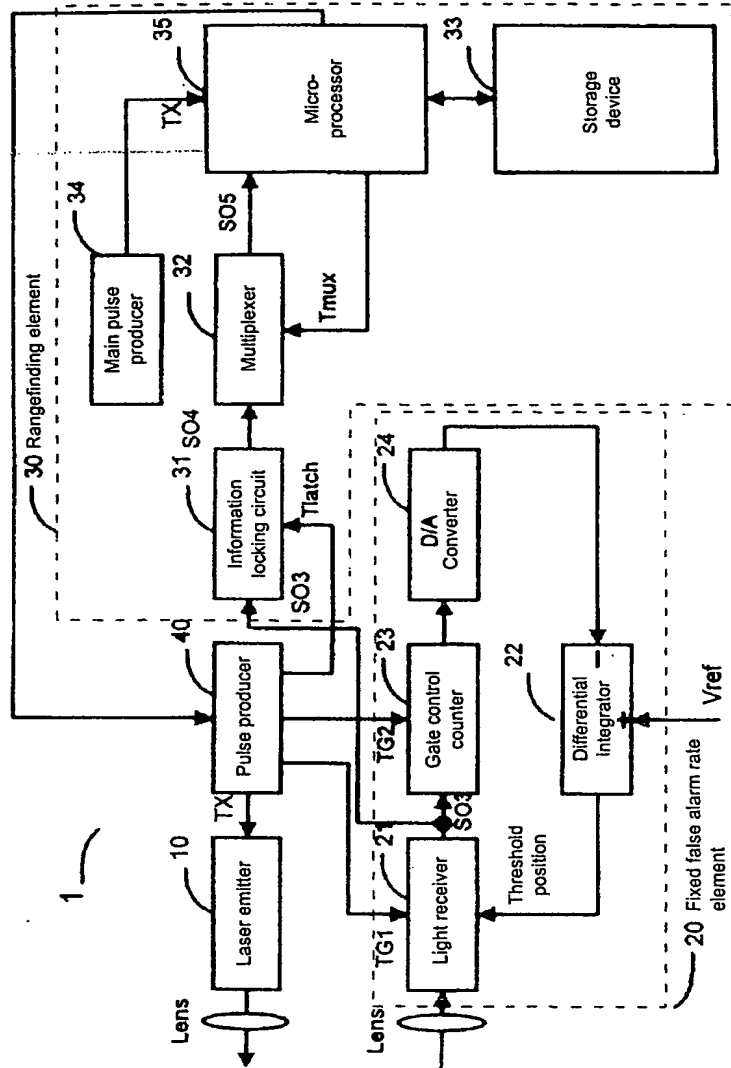 1
30 Rangefinding element
34
Main pulse
producer
TX
35
Micro-
processor
33
Storage
device
SO5
32
Multiplexer
Tmux
SO4
31
Information
locking circuit
Tlatch
SO3
40
Pulse producer
TX
10
Laser emitter
Lens
TG1
TG2
21
Light receiver
Lens
SO3
23
Gate control
counter
24
D/A
Converter
22
Differential
Integrator
−
+
Vref
Threshold
position
20 Fixed false alarm rate
element